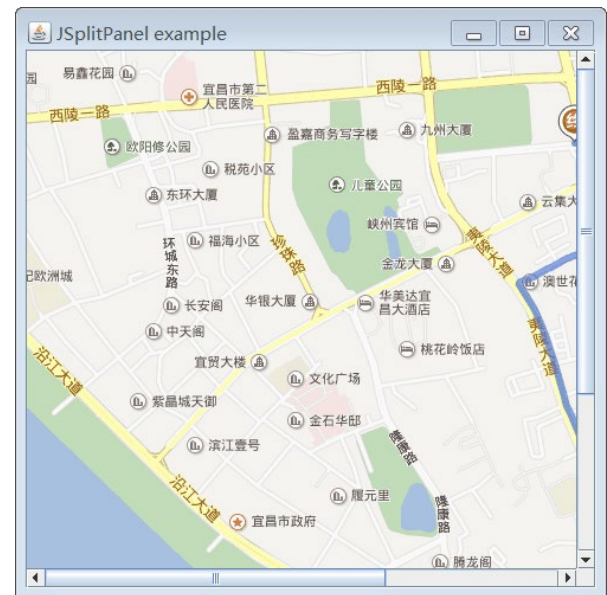 JSplitPanel example
园
易鑫花园
宜昌市第二
人民医院
西陵一路
西陵一路
欧阳修公园
盈嘉商务写字楼
九州大厦
税苑小区
东环大厦
儿童公园
云集大
峡州宾馆
环城东路
福海小区
珍珠路
夷陵大道
金龙大厦
记欧洲城
澳世花
长安阁
华银大厦
华美达宜
昌大酒店
中天阁
夷陵大道
沿江大道
宜贸大楼
桃花岭饭店
文化广场
紫晶城天御
金石华邸
隆康路
滨江壹号
沿江大道
履元里
隆康路
宜昌市政府
腾龙阁